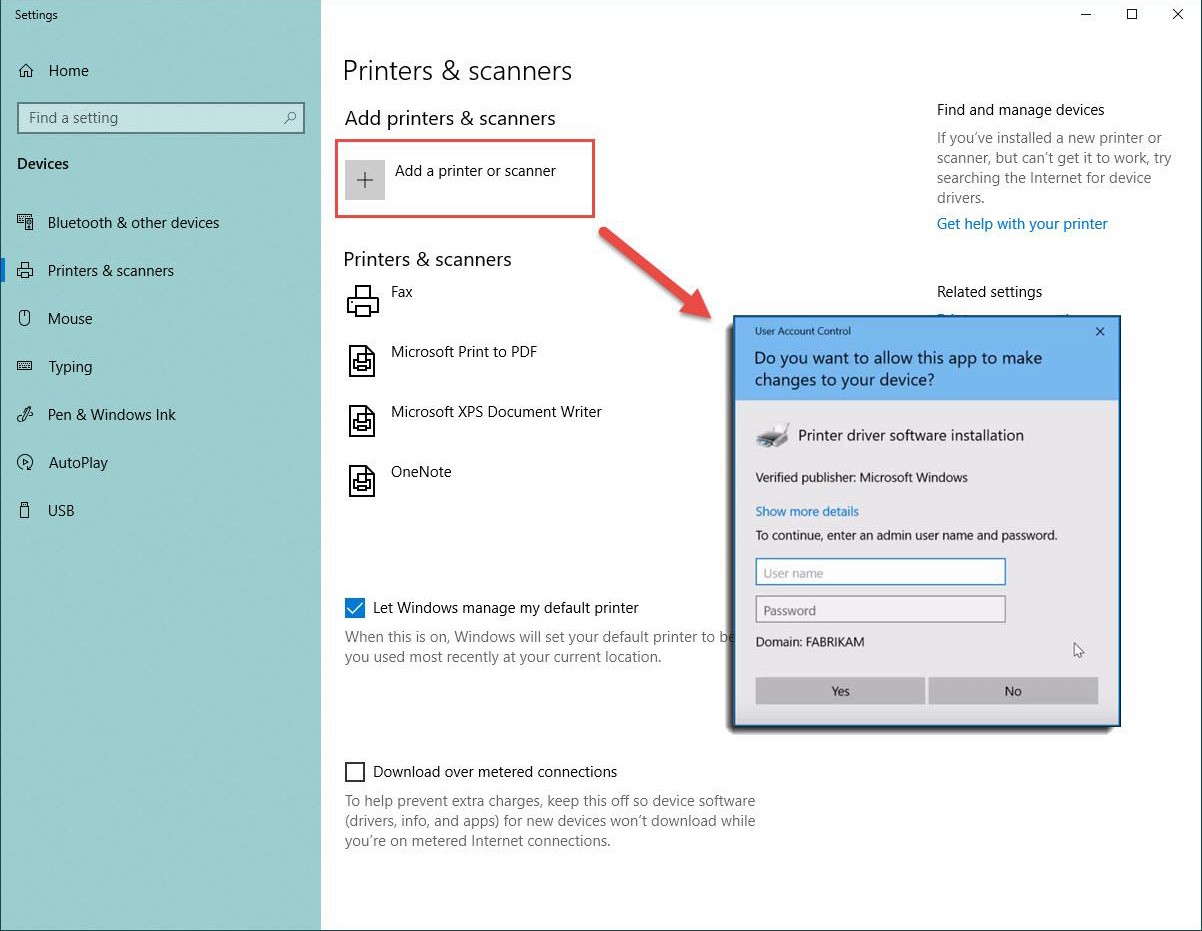 Settings
Home
Find a setting
Devices
Bluetooth & other devices
Printers & scanners
Mouse
Typing
Pen & Windows Ink
AutoPlay
USB
Printers & scanners
Add printers & scanners
Add a printer or scanner
Printers & scanners
Fax
Microsoft Print to PDF
Microsoft XPS Document Writer
OneNote
Let Windows manage my default printer
When this is on, Windows will set your default printer to be
you used most recently at your current location.
Download over metered connections
To help prevent extra charges, keep this off so device software
(drivers, info, and apps) for new devices won't download while
you're on metered Internet connections.
Find and manage devices
If you've installed a new printer or
scanner, but can't get it to work, try
searching the Internet for device
drivers.
Get help with your printer
Related settings
User Account Control
Do you want to allow this app to make
changes to your device?
Printer driver software installation
Verified publisher: Microsoft Windows
Show more details
To continue, enter an admin user name and password.
User name
Password
Domain: FABRIKAM
Yes
No